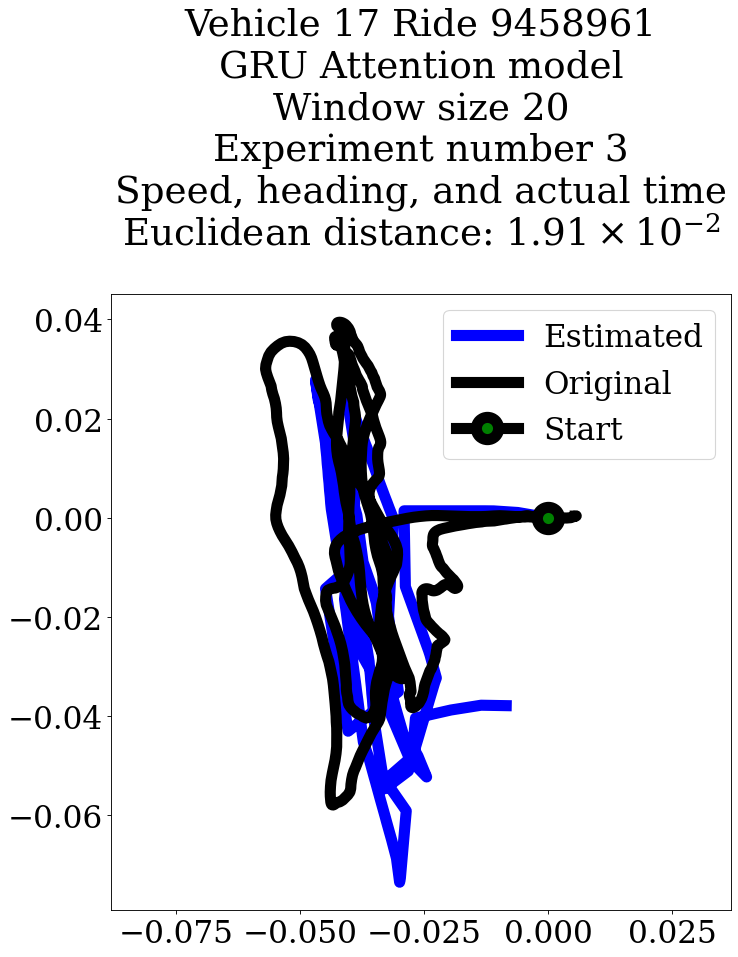 Vehicle 17 Ride 9458961
GRU Attention model
Window size 20
Experiment number 3
Speed, heading, and actual time
Euclidean distance: $1.91 \times 10^{-2}$
Estimated
Original
Start
0.04
0.02
0.00
−0.02
−0.04
−0.06
−0.075 −0.050 −0.025 0.000 0.025